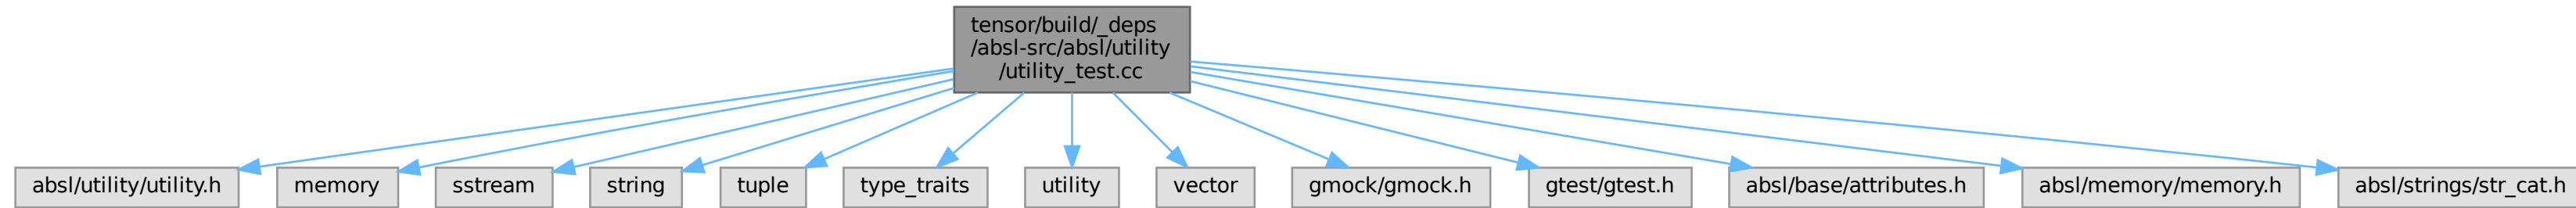 tensor/build/_deps
/absl-src/absl/utility
/utility_test.cc
absl/utility/utility.h
memory
sstream
string
tuple
type_traits
utility
vector
gmock/gmock.h
gtest/gtest.h
absl/base/attributes.h
absl/memory/memory.h
absl/strings/str_cat.h